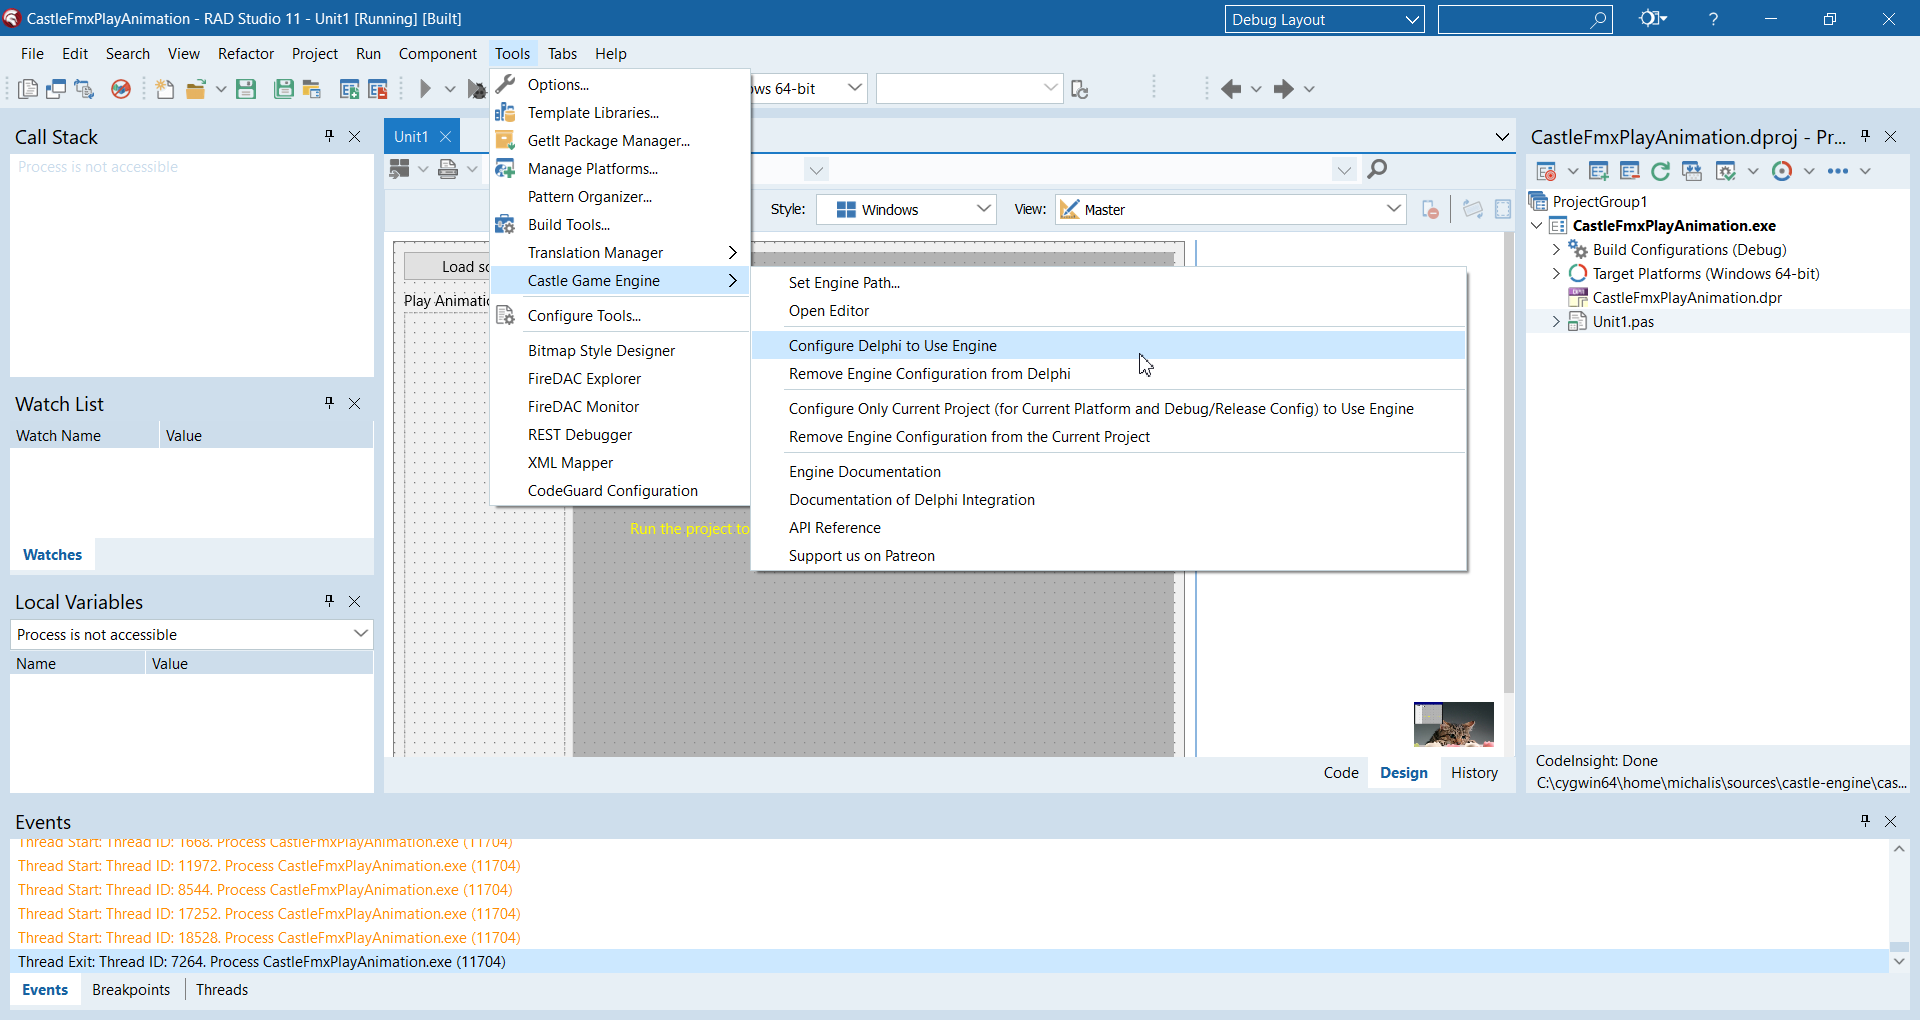 CastleFmxPlayAnimation - RAD Studio 11 - Unit1 [Running] [Built]
Debug Layout
?
File Edit Search View Refactor Project Run Component Tools Tabs Help
ows 64-bit
Call Stack
Process is not accessible
Watch List
Watch Name Value
Watches
Local Variables
Process is not accessible
Name Value
Unit1
Style: Windows View: Master
Load sc
Play Animatic
Run the project to
Options...
Template Libraries...
GetIt Package Manager...
Manage Platforms...
Pattern Organizer...
Build Tools...
Translation Manager
Castle Game Engine
Configure Tools...
Bitmap Style Designer
FireDAC Explorer
FireDAC Monitor
REST Debugger
XML Mapper
CodeGuard Configuration
Set Engine Path...
Open Editor
Configure Delphi to Use Engine
Remove Engine Configuration from Delphi
Configure Only Current Project (for Current Platform and Debug/Release Config) to Use Engine
Remove Engine Configuration from the Current Project
Engine Documentation
Documentation of Delphi Integration
API Reference
Support us on Patreon
Code Design History
CastleFmxPlayAnimation.dproj - Pr...
ProjectGroup1
CastleFmxPlayAnimation.exe
Build Configurations (Debug)
Target Platforms (Windows 64-bit)
CastleFmxPlayAnimation.dpr
Unit1.pas
CodeInsight: Done
C:\cygwin64\home\michalis\sources\castle-engine\cas...
Events
Thread Start: Thread ID: 1668. Process CastleFmxPlayAnimation.exe (11704)
Thread Start: Thread ID: 11972. Process CastleFmxPlayAnimation.exe (11704)
Thread Start: Thread ID: 8544. Process CastleFmxPlayAnimation.exe (11704)
Thread Start: Thread ID: 17252. Process CastleFmxPlayAnimation.exe (11704)
Thread Start: Thread ID: 18528. Process CastleFmxPlayAnimation.exe (11704)
Thread Exit: Thread ID: 7264. Process CastleFmxPlayAnimation.exe (11704)
Events Breakpoints Threads